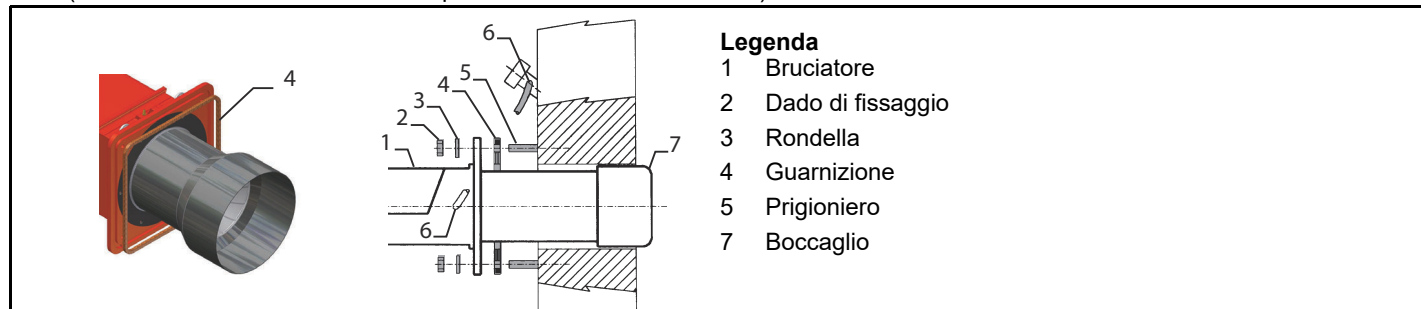 4
6
5
4
3
2
1
7
6
Legenda
1 Bruciatore
2 Dado di fissaggio
3 Rondella
4 Guarnizione
5 Prigioniero
7 Boccaglio